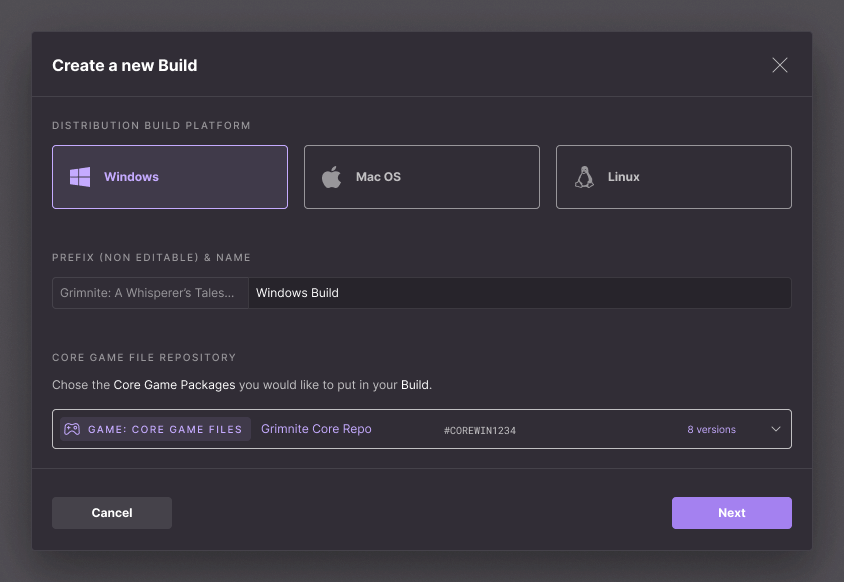 Create a new Build
DISTRIBUTION BUILD PLATFORM
Windows
Mac OS
Linux
PREFIX (NON EDITABLE) & NAME
Grimnite: A Whisperer’s Tales... Windows Build
CORE GAME FILE REPOSITORY
Chose the Core Game Packages you would like to put in your Build.
GAME: CORE GAME FILES Grimnite Core Repo #COREWIN1234 8 versions
Cancel
Next